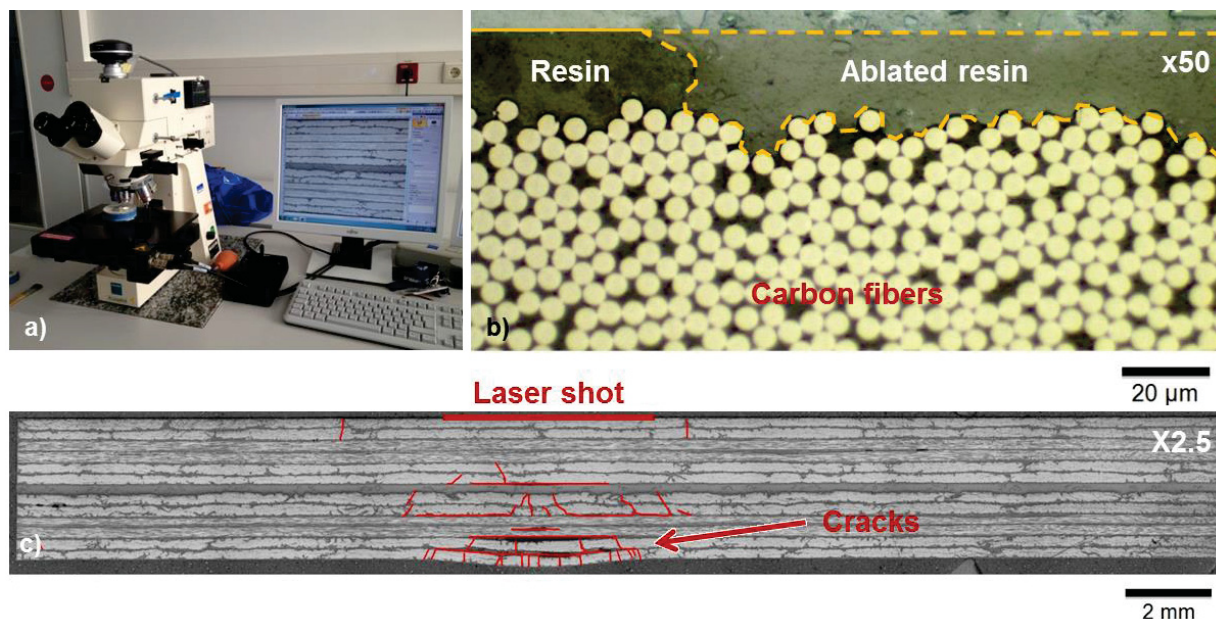 a)
Resin
Ablated resin
x50
Carbon fibers
b)
20 µm
Laser shot
X2.5
Cracks
c)
2 mm